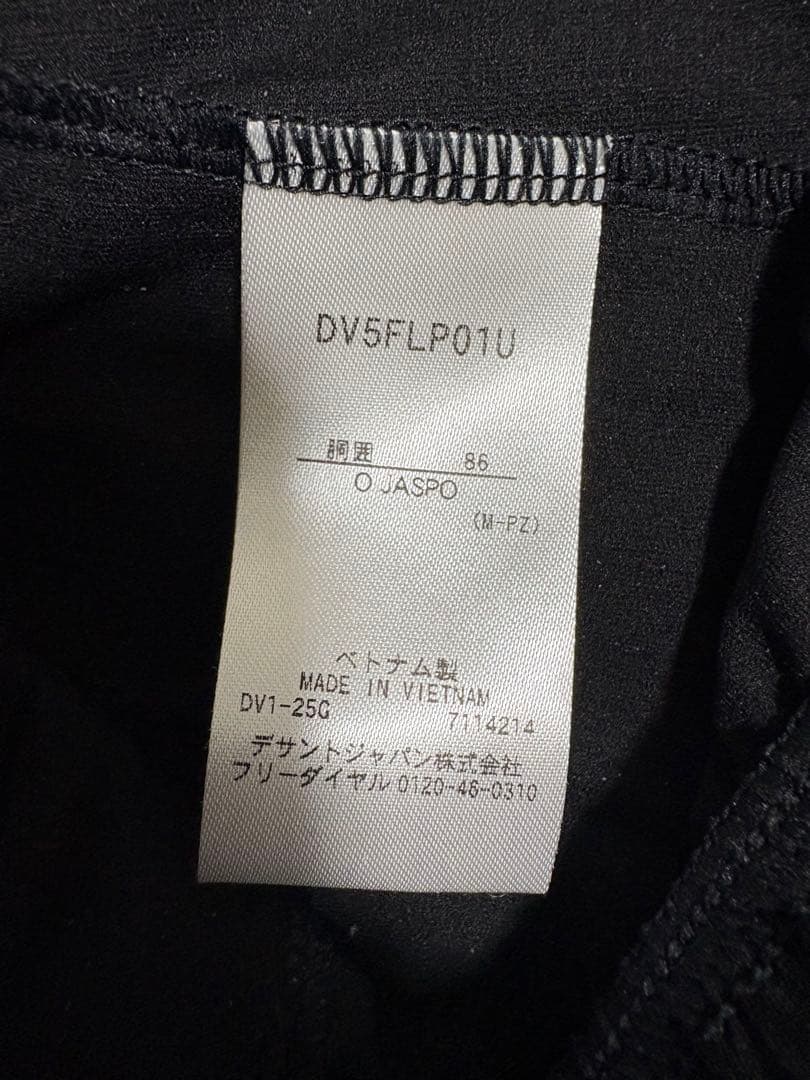 DV5FLP01U
胴囲 86
O JASPO
(M-PZ)
ベトナム製
MADE IN VIETNAM
DV1-25G 7114214
デサントジャパン株式会社
フリーダイヤル 0120-46-0310